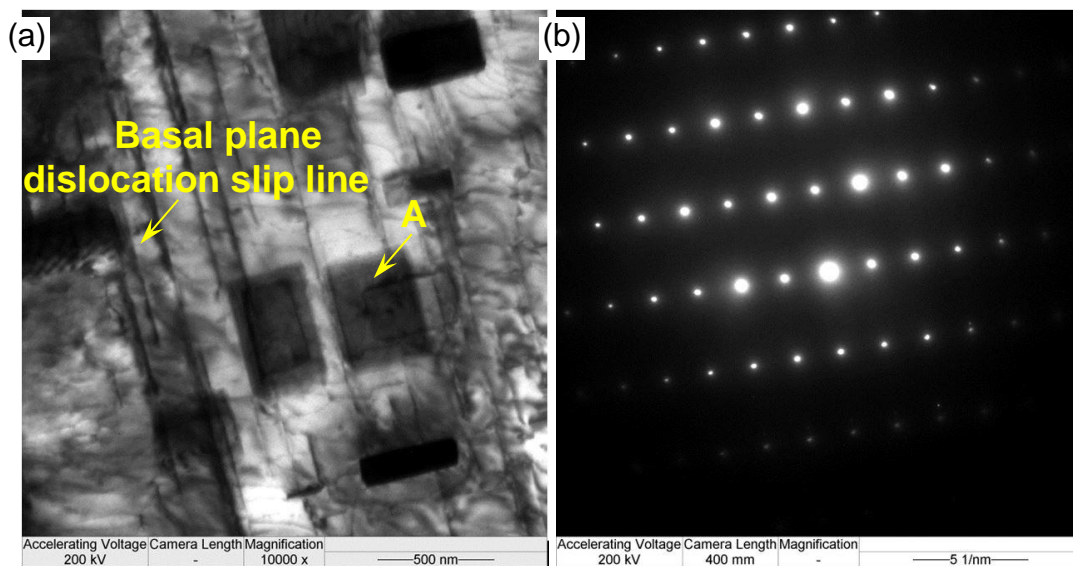 (a)
Basal plane
dislocation slip line
A
Accelerating Voltage Camera Length Magnification
200 kV - 10000 x 500 nm
(b)
Accelerating Voltage Camera Length Magnification
200 kV 400 mm - 5 1/nm